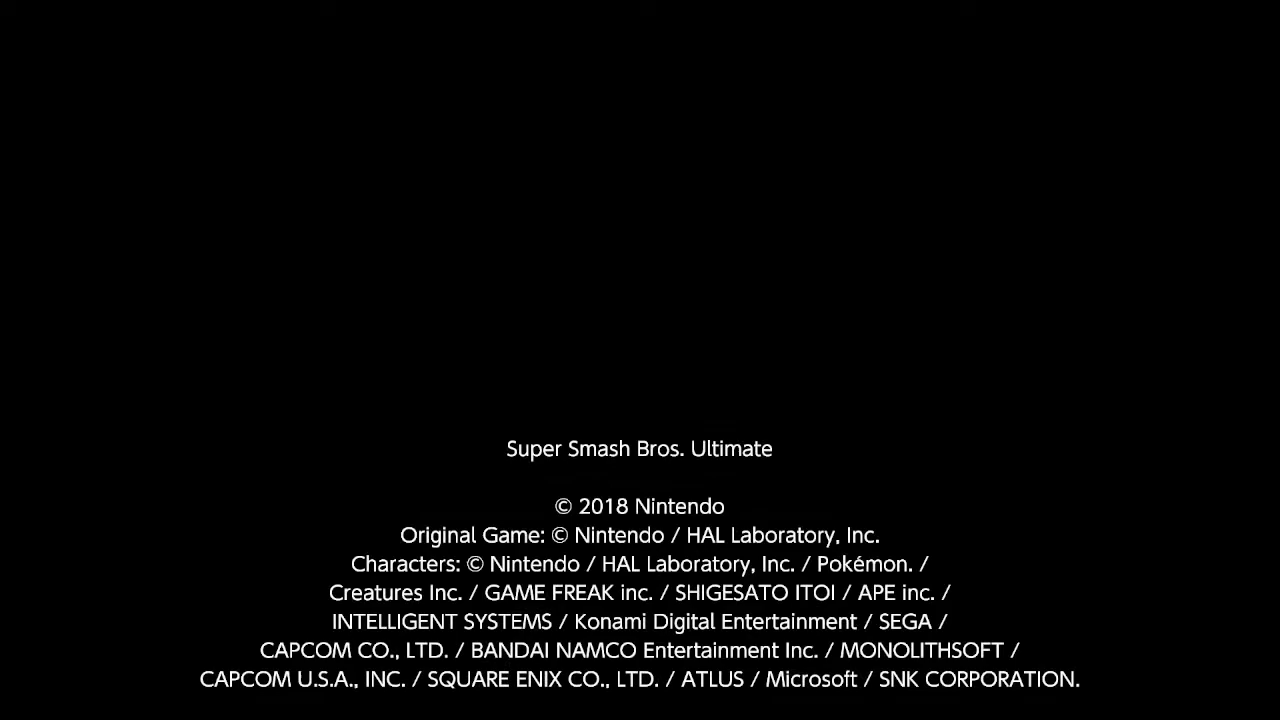 Super Smash Bros. Ultimate
© 2018 Nintendo
Original Game: © Nintendo / HAL Laboratory, Inc.
Characters: © Nintendo / HAL Laboratory, Inc. / Pokémon. /
Creatures Inc. / GAME FREAK inc. / SHIGESATO ITOI / APE inc. /
INTELLIGENT SYSTEMS / Konami Digital Entertainment / SEGA /
CAPCOM CO., LTD. / BANDAI NAMCO Entertainment Inc. / MONOLITHSOFT /
CAPCOM U.S.A., INC. / SQUARE ENIX CO., LTD. / ATLUS / Microsoft / SNK CORPORATION.